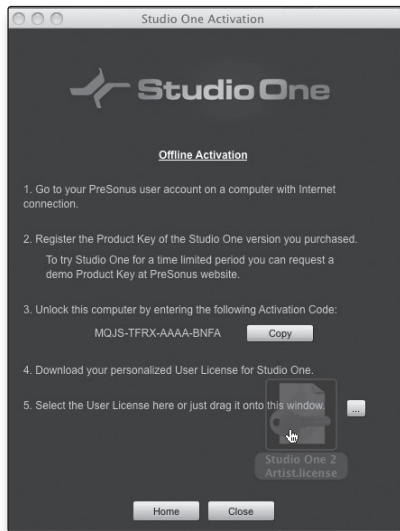 Studio One Activation
Studio One
Offline Activation
1. Go to your PreSonus user account on a computer with Internet
connection.
2. Register the Product Key of the Studio One version you purchased.
To try Studio One for a time limited period you can request a
demo Product Key at PreSonus website.
3. Unlock this computer by entering the following Activation Code:
MQJS-TFRX-AAAA-BNFA
Copy
4. Download your personalized User License for Studio One.
5. Select the User License here or just drag it onto this window.
...
Studio One 2
Artist.license
Home
Close